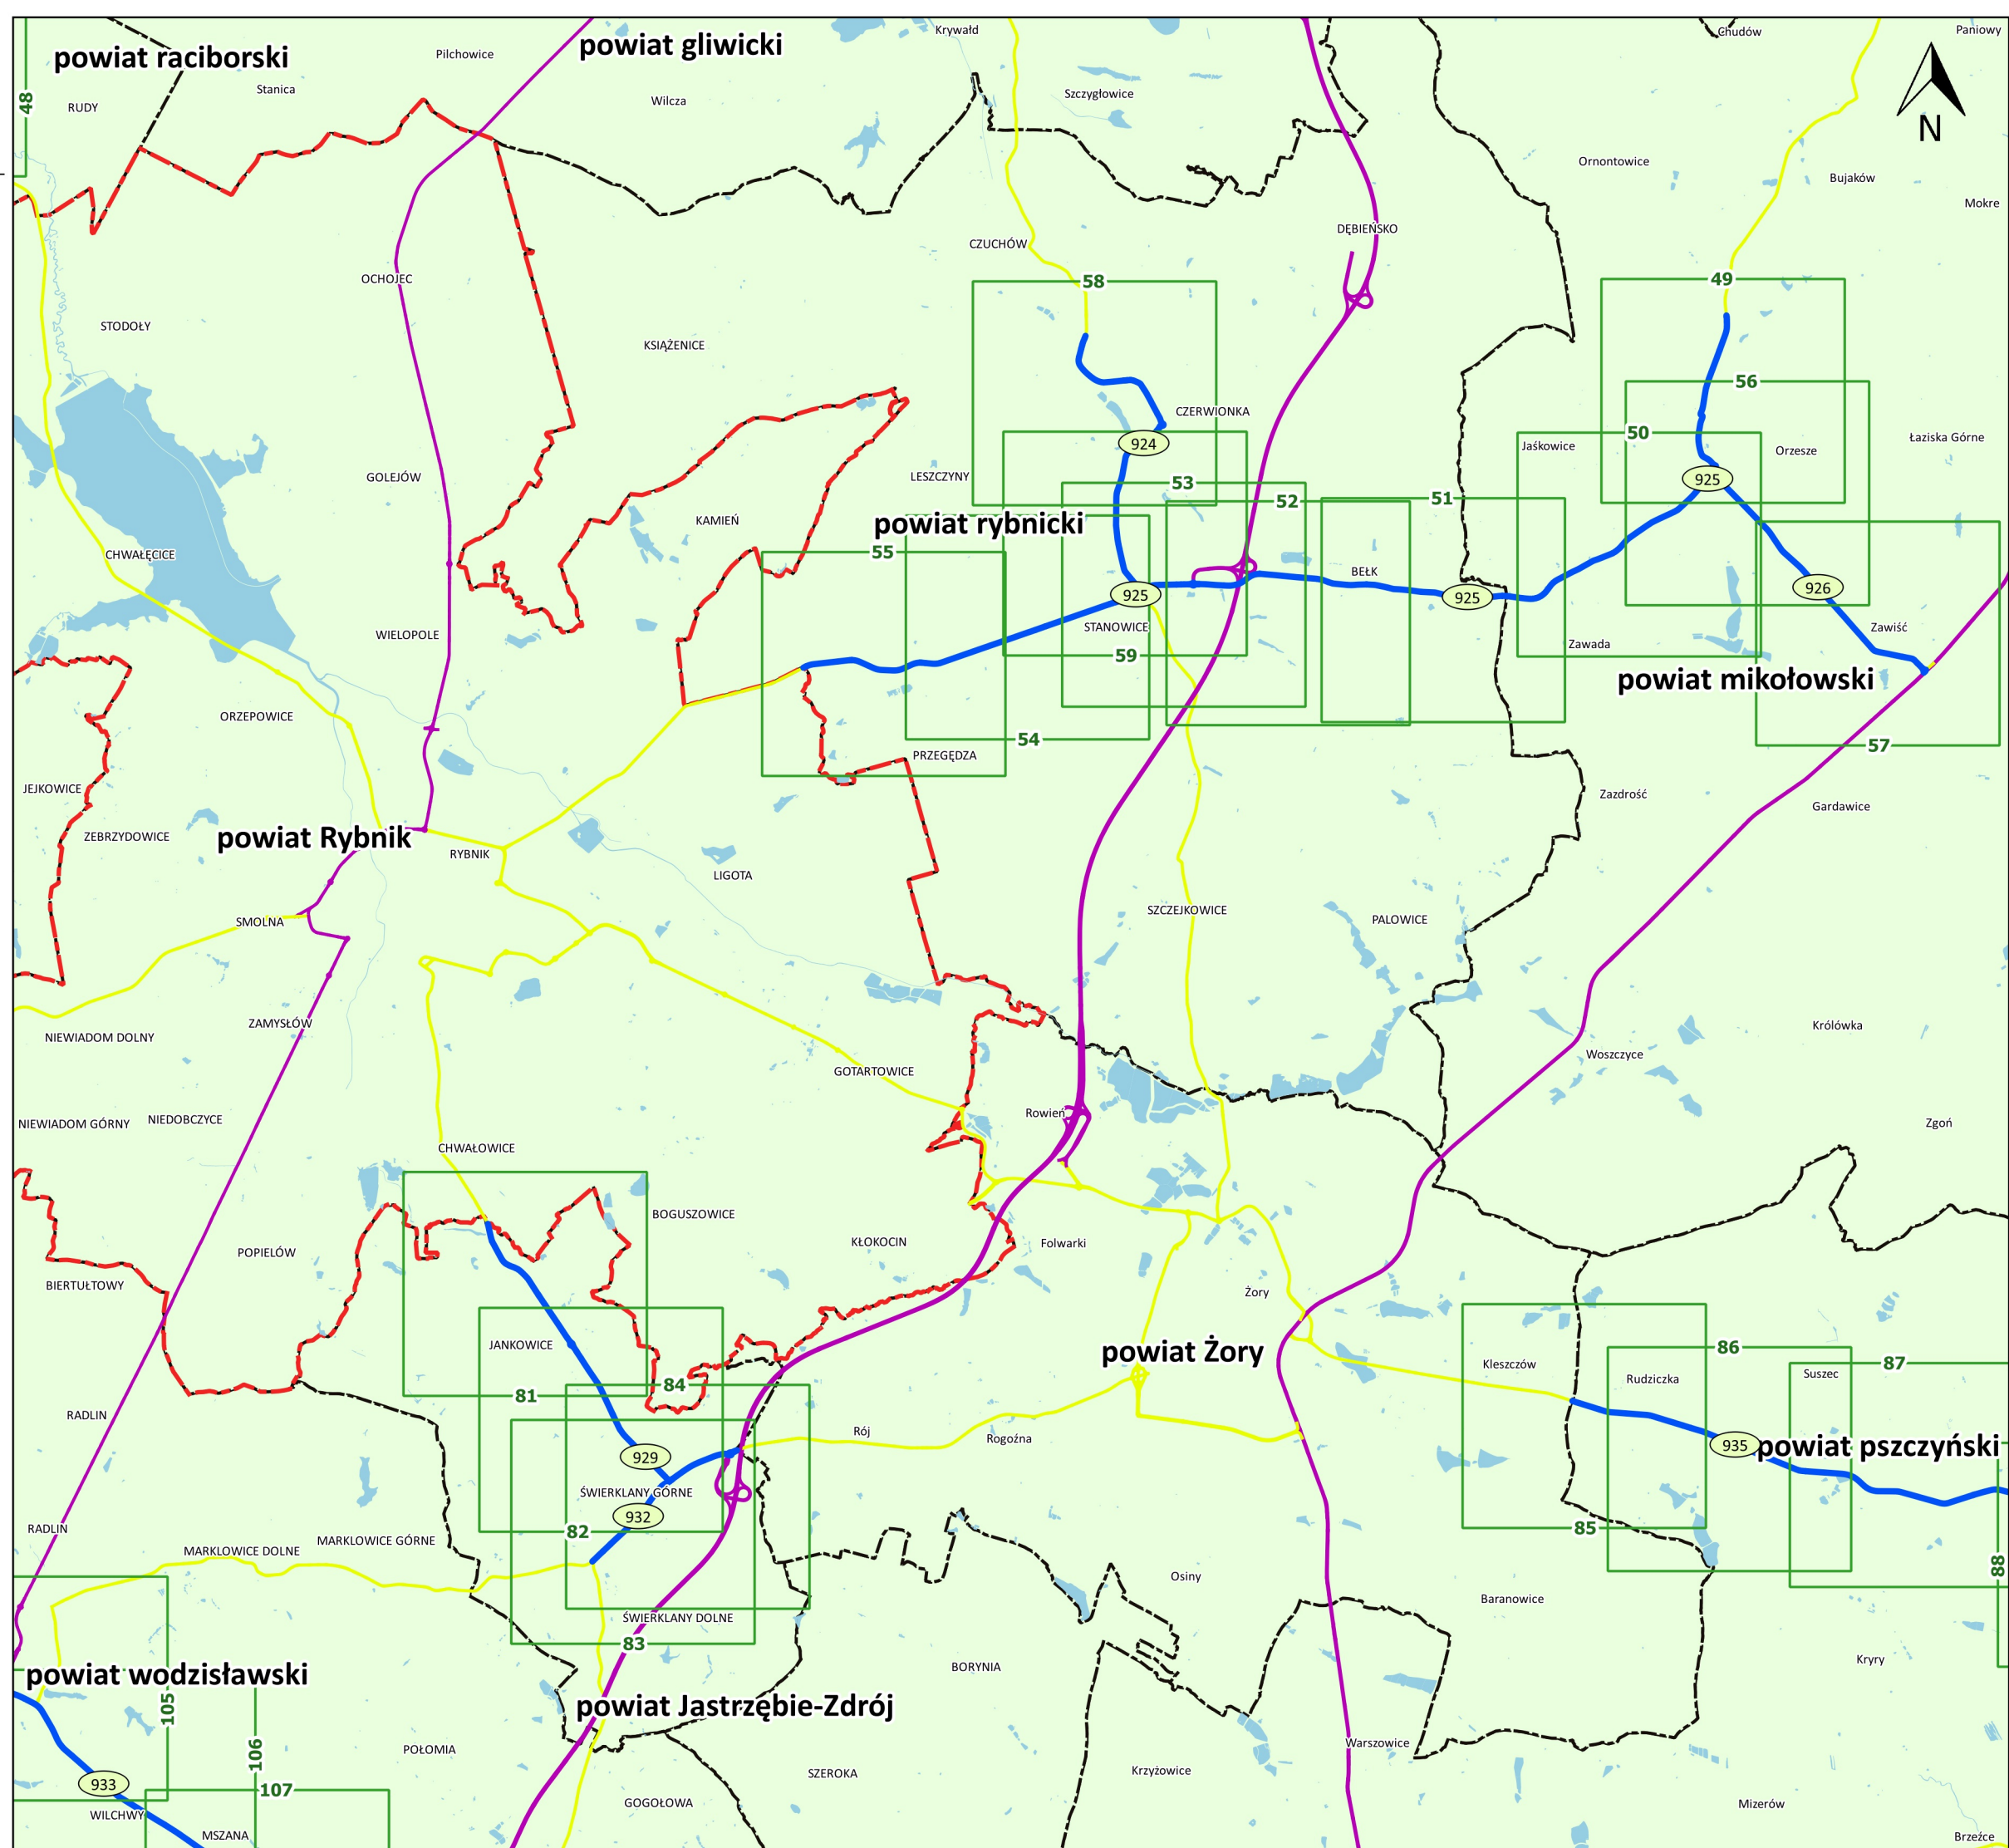 Krywałd
Chudów
Paniowy
powiat raciborski
Pilchowice
powiat gliwicki
48
RUDY
Stanica
Wilcza
Szczygłowice
N
Ornontowice
Bujaków
Mokre
DĘBIEŃSKO
CZUCHÓW
OCHOJEC
58
49
STODOŁY
KSIĄŻENICE
56
CZERWIONKA
924
50
Jaśkowice
Orzesze
Łaziska Górne
GOLEJÓW
LESZCZYNY
53
925
52
51
KAMIEŃ
powiat rybnicki
CHWAŁĘCICE
55
BEŁK
925
925
926
WIELOPOLE
STANOWICE
Zawiść
59
Zawada
powiat mikołowski
ORZEPOWICE
54
57
PRZEGĘDZA
JEJKOWICE
Zazdrość
Gardawice
ZEBRZYDOWICE
powiat Rybnik
RYBNIK
LIGOTA
SMOLNA
SZCZEJKOWICE
PALOWICE
ZAMYSŁÓW
NIEWIADOM DOLNY
Królówka
Woszczyce
GOTARTOWICE
Rowień
NIEWIADOM GÓRNY
NIEDOBCZYCE
Zgoń
CHWAŁOWICE
BOGUSZOWICE
POPIELÓW
KŁOKOCIN
Folwarki
BIERTUŁTOWY
Żory
JANKOWICE
powiat Żory
86
Kleszczów
87
Rudziczka
Suszec
84
81
RADLIN
Rój
Rogoźna
935
powiat pszczyński
929
ŚWIERKLANY GÓRNE
932
RADLIN
82
85
MARKLOWICE GÓRNE
MARKLOWICE DOLNE
88
Osiny
Baranowice
ŚWIERKLANY DOLNE
83
powiat wodzisławski
BORYNIA
Kryry
105
powiat Jastrzębie-Zdrój
106
POŁOMIA
Warszowice
SZEROKA
Krzyżowice
933
107
GOGOŁOWA
Mizerów
WILCHWY
MSZANA
Brzeźce